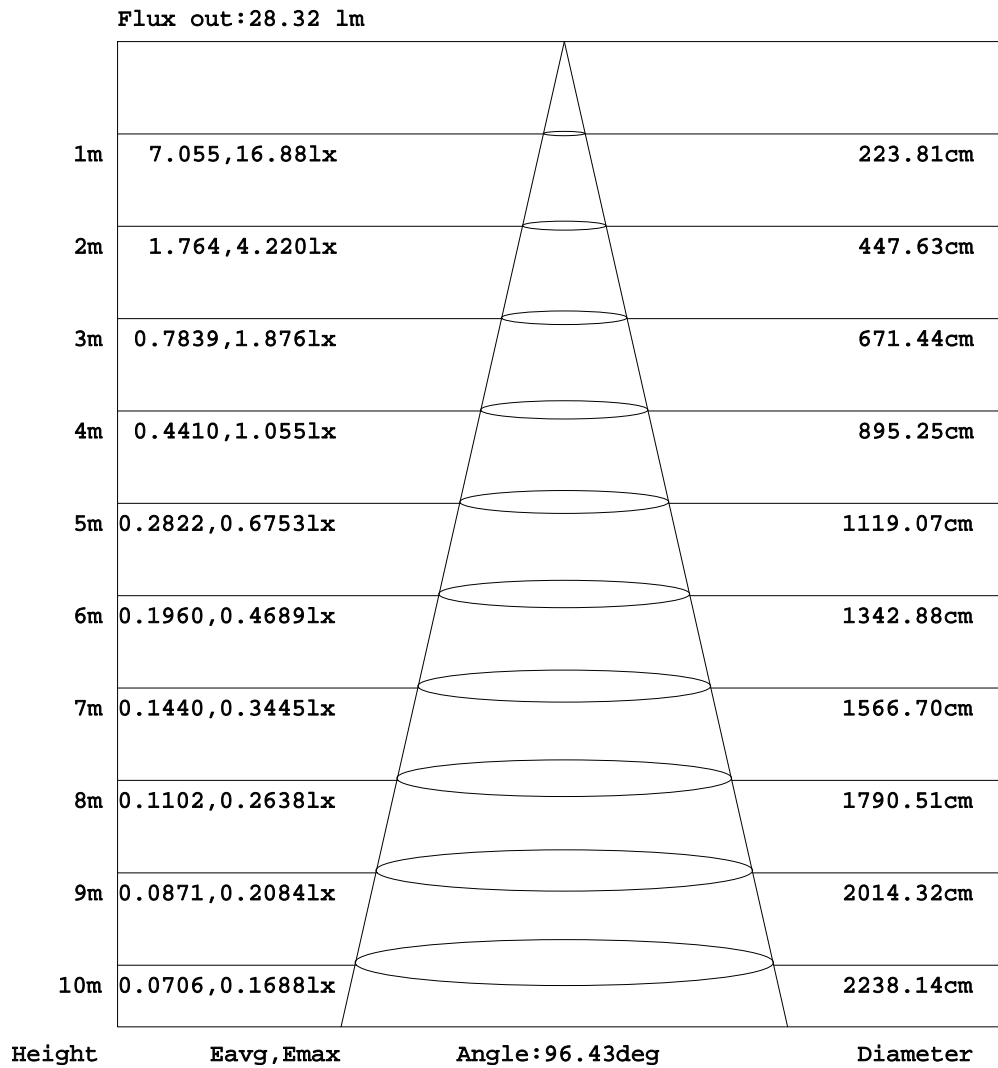 Flux out:28.32 lm
1m 7.055,16.88lx 223.81cm
2m 1.764,4.220lx 447.63cm
3m 0.7839,1.876lx 671.44cm
4m 0.4410,1.055lx 895.25cm
5m 0.2822,0.6753lx 1119.07cm
6m 0.1960,0.4689lx 1342.88cm
7m 0.1440,0.3445lx 1566.70cm
8m 0.1102,0.2638lx 1790.51cm
9m 0.0871,0.2084lx 2014.32cm
10m 0.0706,0.1688lx 2238.14cm
Height Eavg,Emax Angle:96.43deg Diameter